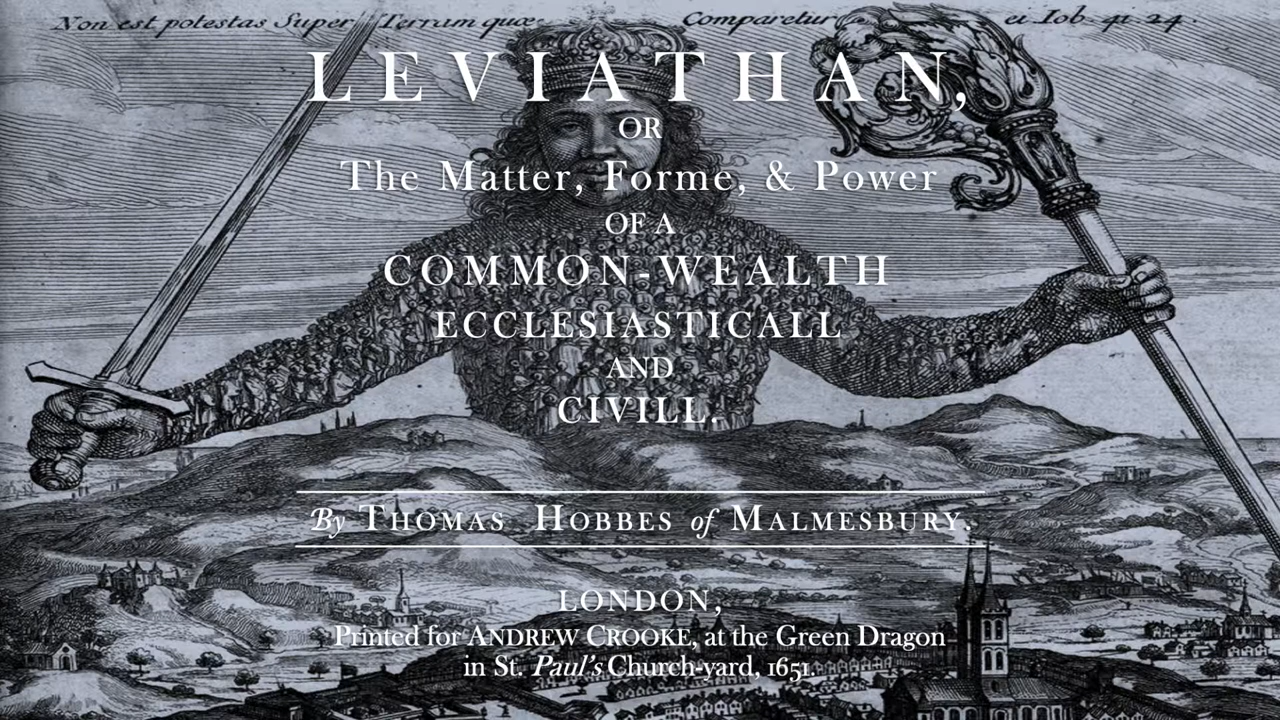 Non est potestas Super Terram quæ Comparetur ei Iob. 41. 24.
LEVIATHAN,
OR
The Matter, Forme, & Power
OF A
COMMON-WEALTH
ECCLESIASTICALL
AND
CIVILL.
By THOMAS HOBBES of MALMESBURY.
LONDON,
Printed for ANDREW CROOKE, at the Green Dragon
in St. Paul's Church-yard, 1651.